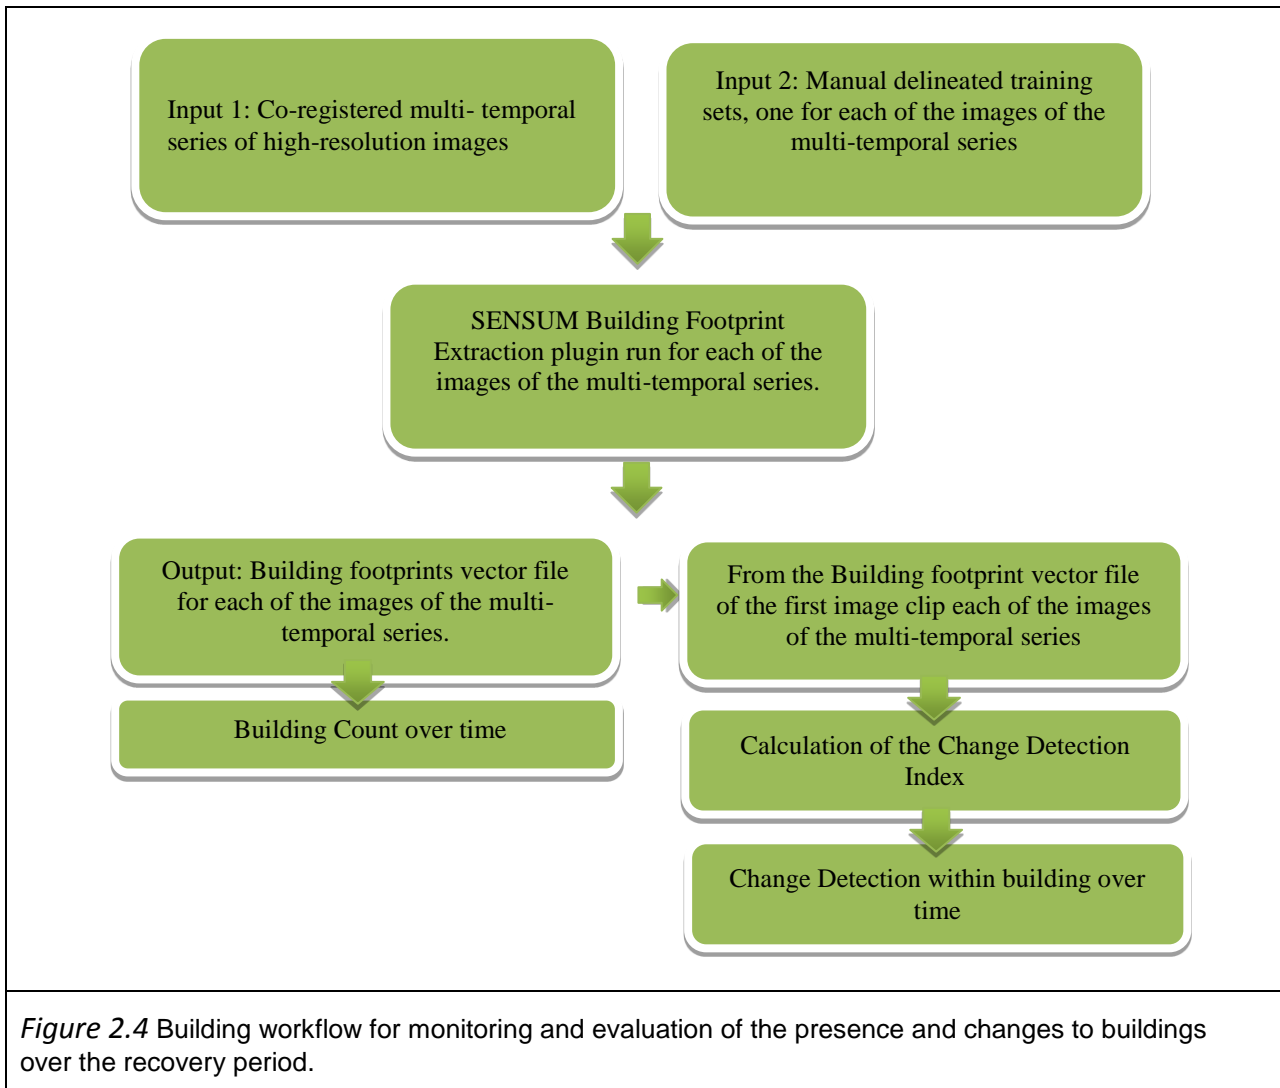 Input 1: Co-registered multi- temporal
series of high-resolution images
Input 2: Manual delineated training
sets, one for each of the images of the
multi-temporal series
SENSUM Building Footprint
Extraction plugin run for each of the
images of the multi-temporal series.
Output: Building footprints vector file
for each of the images of the multi-
temporal series.
Building Count over time
From the Building footprint vector file
of the first image clip each of the images
of the multi-temporal series
Calculation of the Change Detection
Index
Change Detection within building over
time
Figure 2.4 Building workflow for monitoring and evaluation of the presence and changes to buildings
over the recovery period.